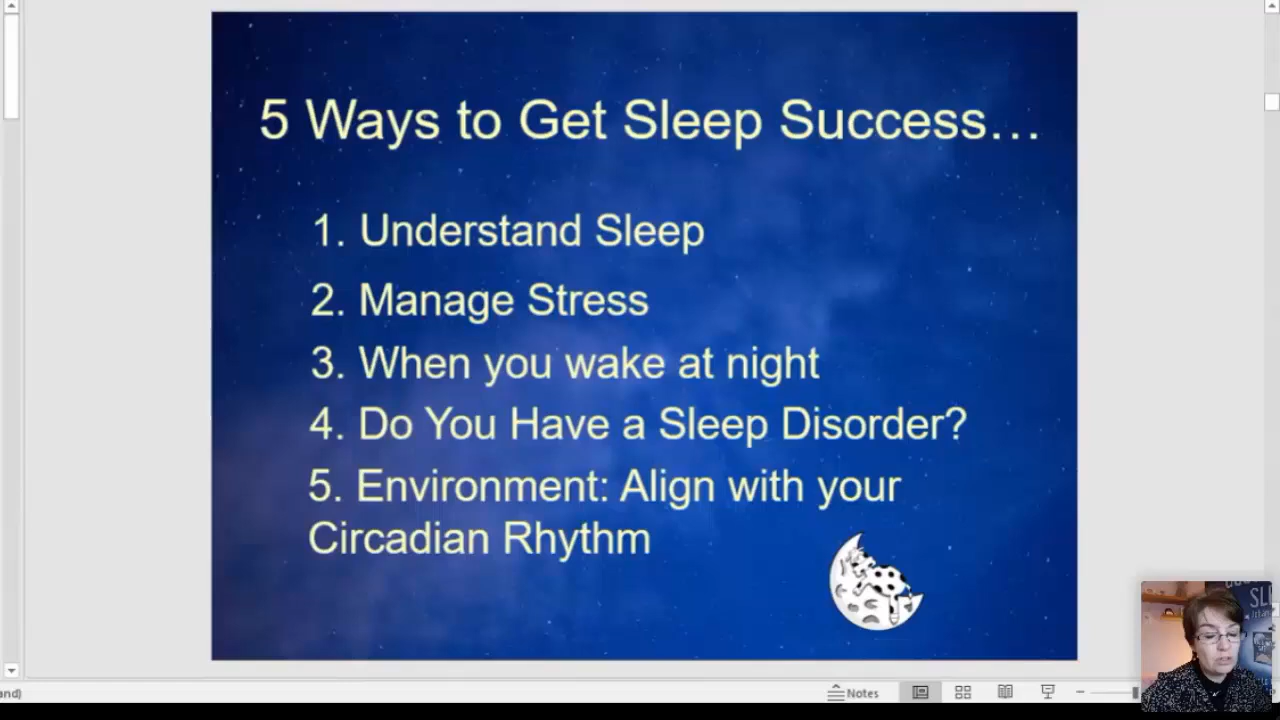 5 Ways to Get Sleep Success...
1. Understand Sleep
2. Manage Stress
3. When you wake at night
4. Do You Have a Sleep Disorder?
5. Environment: Align with your
Circadian Rhythm
and)
Notes